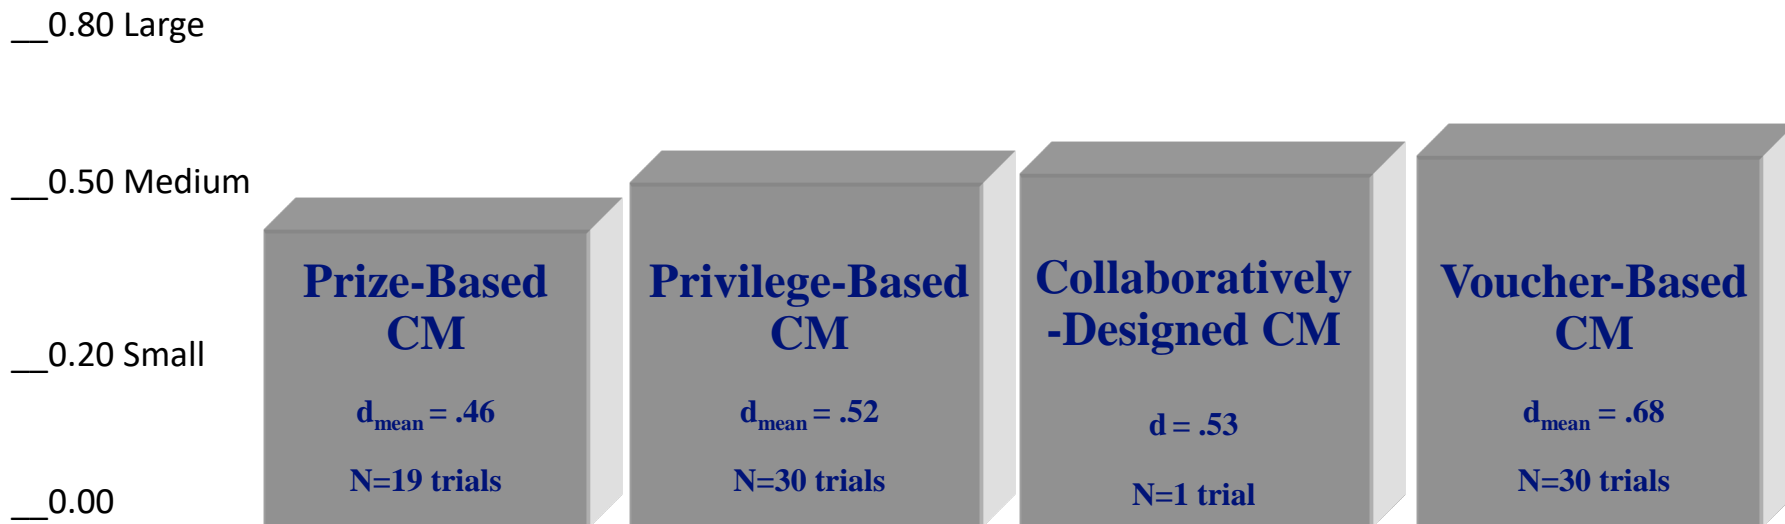 __0.80 Large
__0.50 Medium
__0.20 Small
__0.00
Prize-Based
CM
dmean = .46
N=19 trials
Privilege-Based
CM
dmean = .52
N=30 trials
Collaboratively
-Designed CM
d = .53
N=1 trial
Voucher-Based
CM
dmean = .68
N=30 trials